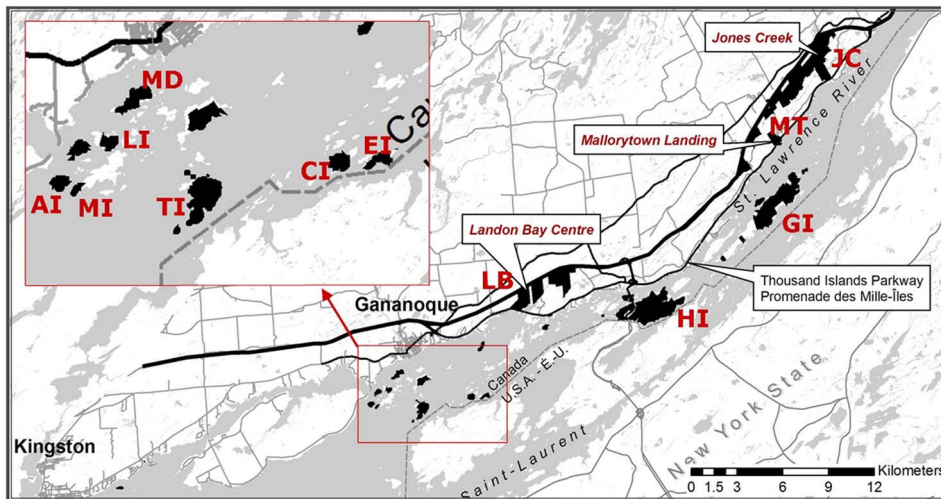 MD
LI
AI
MI
TI
CI
EI
Ca
Jones Creek
JC
Mallorytown Landing
MT
St. Lawrence River
GI
Landon Bay Centre
LB
Gananoque
Thousand Islands Parkway
Promenade des Mille-Îles
HI
Canada
U.S.A. - É.-U.
New York State
Saint-Laurent
Kingston
Kilometers
0 1.5 3 6 9 12